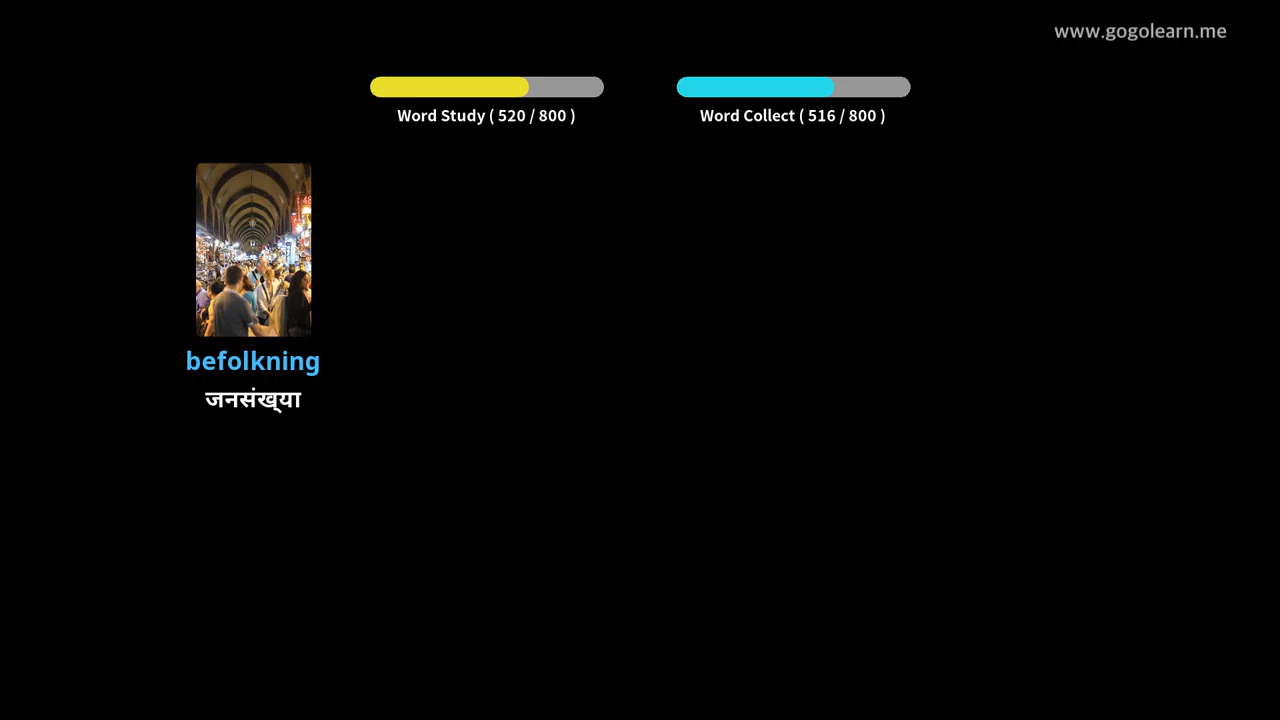 www.gogolearn.me
Word Study ( 520 / 800 )
Word Collect ( 516 / 800 )
befolkning
जनसंख्या